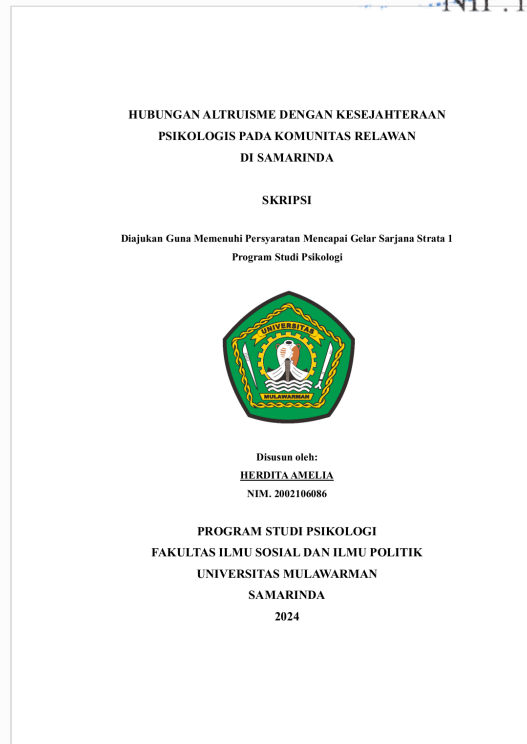 HUBUNGAN ALTRUISME DENGAN KESEJAHTERAAN
PSIKOLOGIS PADA KOMUNITAS RELAWAN
DI SAMARINDA
SKRIPSI
Diajukan Guna Memenuhi Persyaratan Mencapai Gelar Sarjana Strata 1
Program Studi Psikologi
UNIVERSITAS
MULAWARMAN
Disusun oleh:
HERDITA AMELIA
NIM. 2002106086
PROGRAM STUDI PSIKOLOGI
FAKULTAS ILMU SOSIAL DAN ILMU POLITIK
UNIVERSITAS MULAWARMAN
SAMARINDA
2024